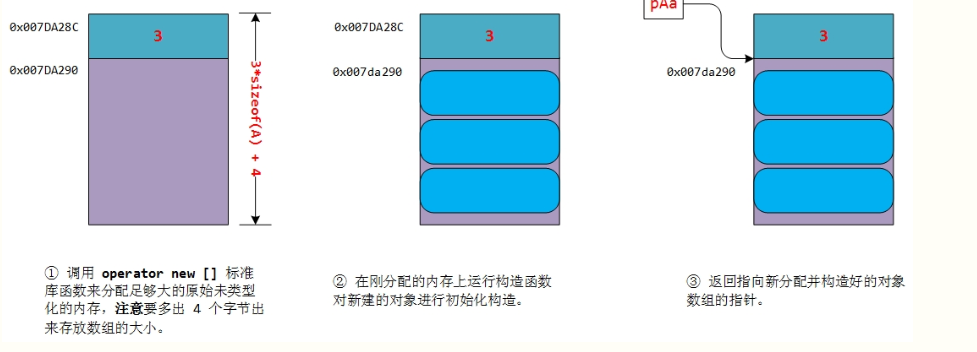 pAa
0x007DA28C
3
0x007DA290
3*sizeof(A) + 4
0x007DA28C
3
0x007da290
3
0x007da290
① 调用 operator new [] 标准
库函数来分配足够大的原始未类型
化的内存，注意要多出 4 个字节出
来存放数组的大小。
② 在刚分配的内存上运行构造函数
对新建的对象进行初始化构造。
③ 返回指向新分配并构造好的对象
数组的指针。